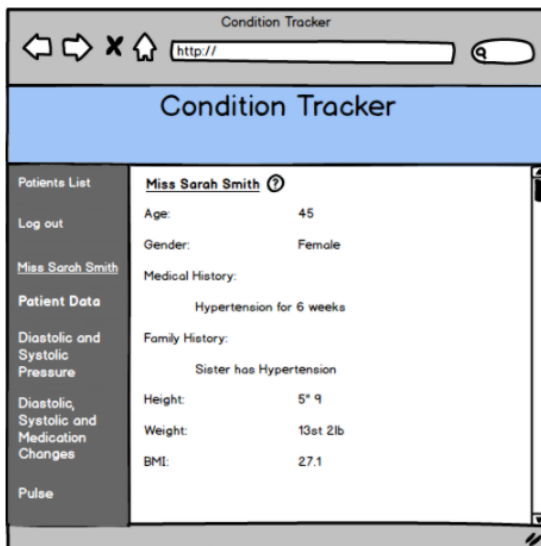 Condition Tracker
http://
Condition Tracker
Patients List
Log out
Miss Sarah Smith
Patient Data
Diastolic and
Systolic
Pressure
Diastolic,
Systolic and
Medication
Changes
Pulse
Miss Sarah Smith ?
Age: 45
Gender: Female
Medical History:
Hypertension for 6 weeks
Family History:
Sister has Hypertension
Height: 5" 9
Weight: 13st 2lb
BMI: 27.1